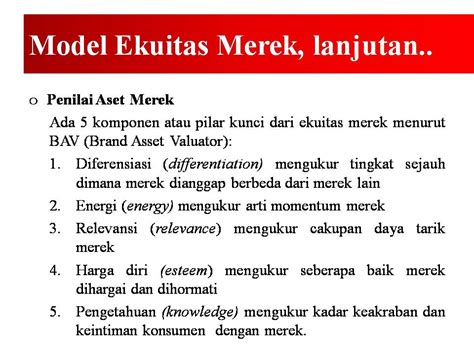 Model Ekuitas Merek, lanjutan..
o Penilai Aset Merek
Ada 5 komponen atau pilar kunci dari ekuitas merek menurut
BAV (Brand Asset Valuator):
1. Diferensiasi (differentiation) mengukur tingkat sejauh
dimana merek dianggap berbeda dari merek lain
2. Energi (energy) mengukur arti momentum merek
3. Relevansi (relevance) mengukur cakupan daya tarik
merek
4. Harga diri (esteem) mengukur seberapa baik merek
dihargai dan dihormati
5. Pengetahuan (knowledge) mengukur kadar keakraban dan
keintiman konsumen dengan merek.